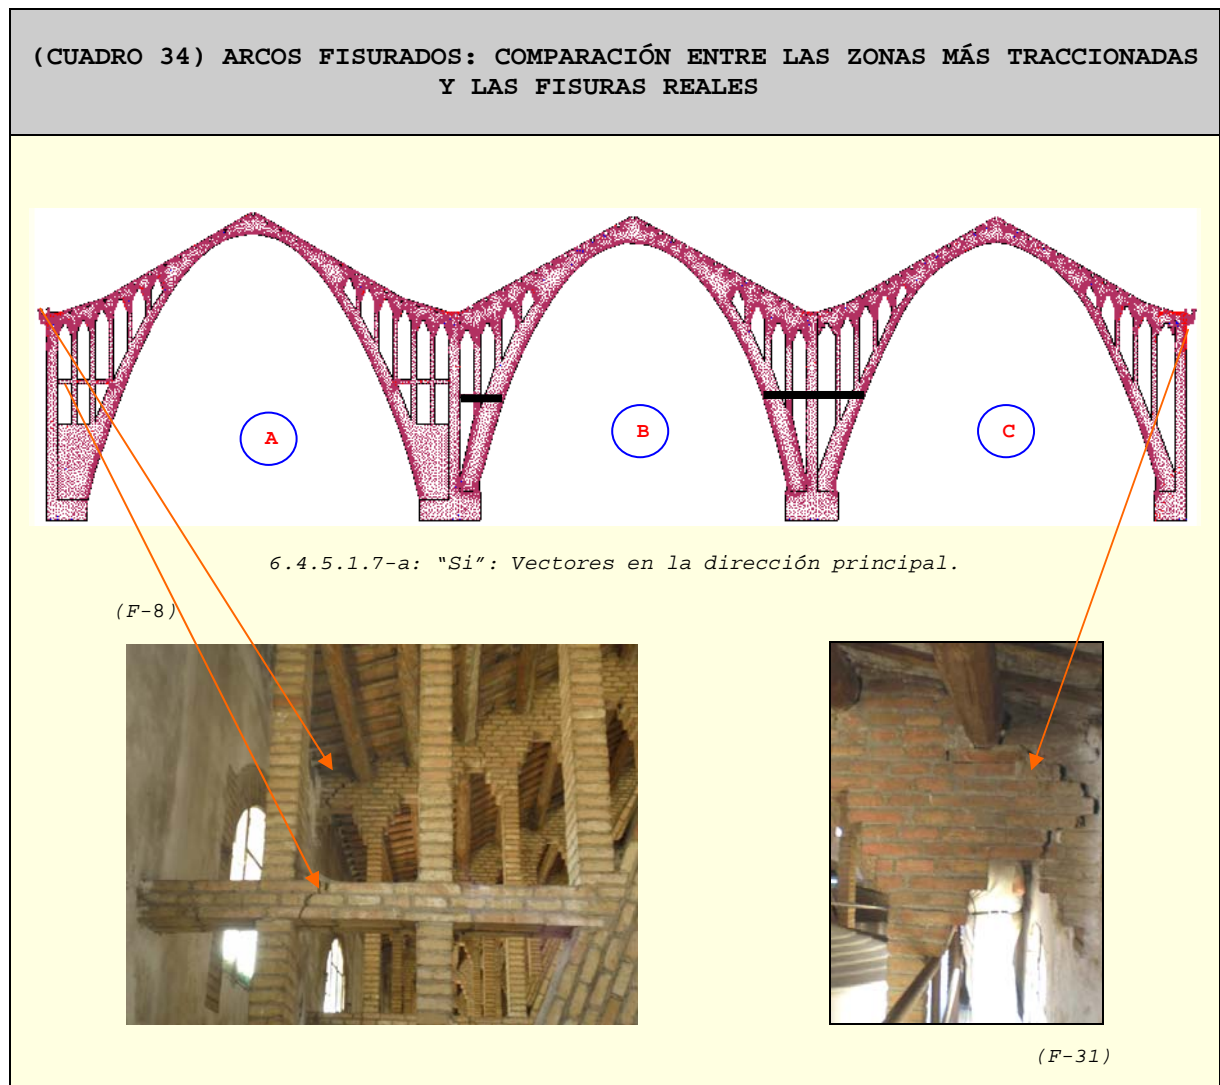 (CUADRO 34) ARCOS FISURADOS: COMPARACIÓN ENTRE LAS ZONAS MÁS TRACCIONADAS
Y LAS FISURAS REALES
A
B
C
6.4.5.1.7-a: “Si”: Vectores en la dirección principal.
(F-8)
(F-31)